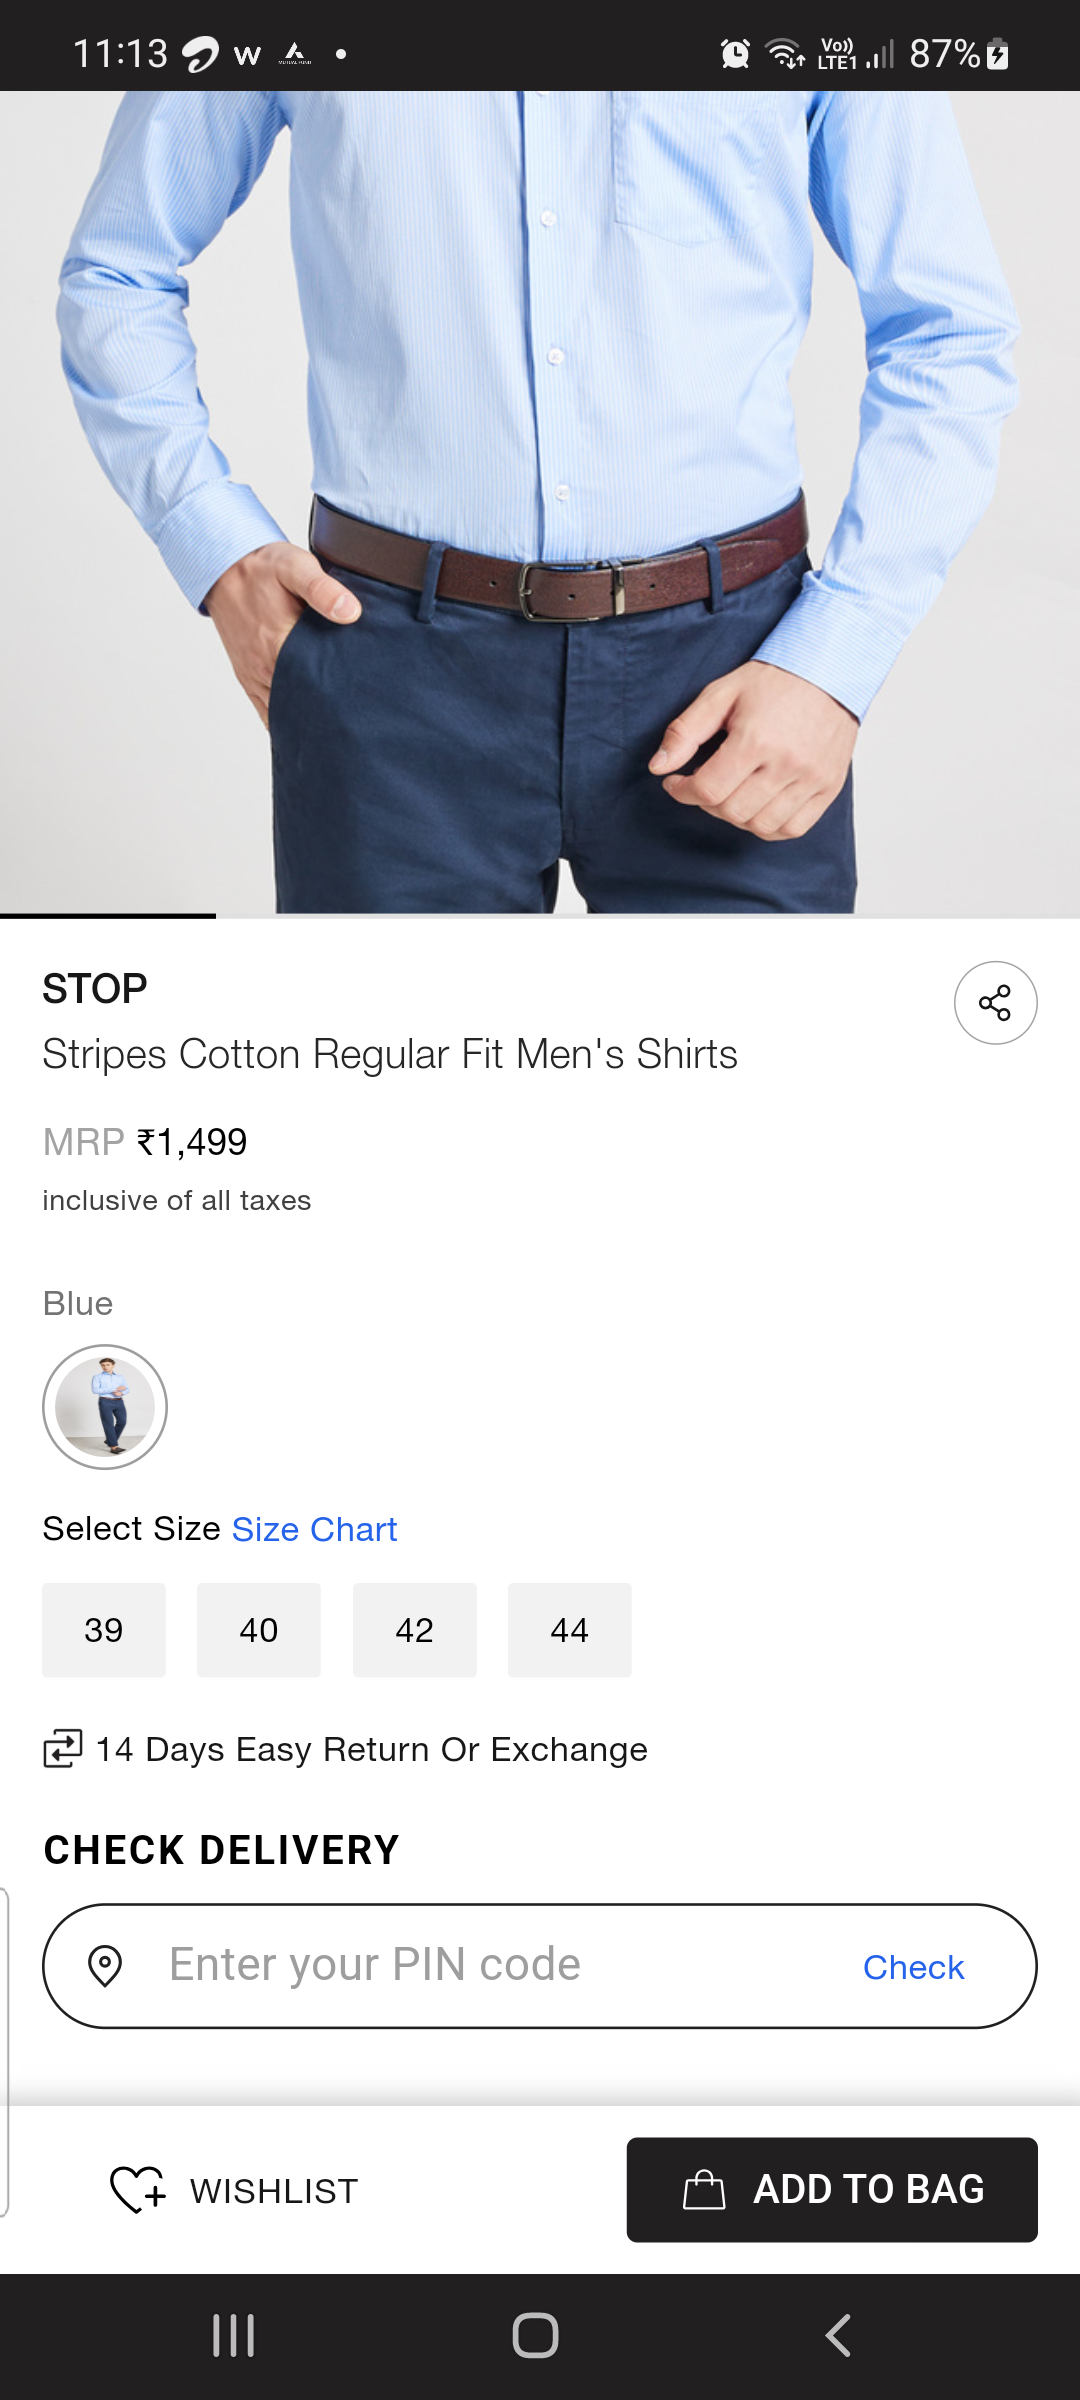 11:13 W Vo)) LTE1 87%
STOP
Stripes Cotton Regular Fit Men's Shirts
MRP ₹1,499
inclusive of all taxes
Blue
Select Size Size Chart
39 40 42 44
14 Days Easy Return Or Exchange
CHECK DELIVERY
Enter your PIN code Check
WISHLIST ADD TO BAG